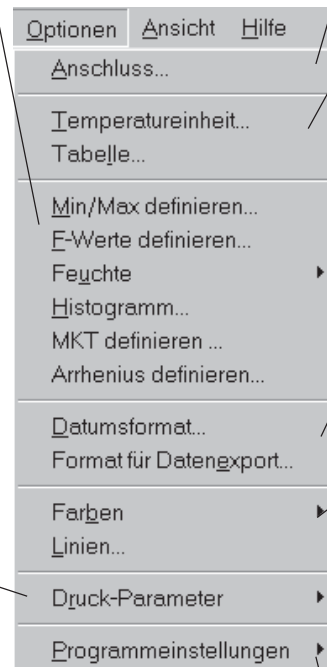 Optionen Ansicht Hilfe
Anschluss...
Temperatureinheit...
Tabelle...
Min/Max definieren...
F-Werte definieren...
Feuchte
Histogramm...
MKT definieren ...
Arrhenius definieren...
Datumsformat...
Format für Datenexport...
Farben
Linien...
Druck-Parameter
Programmeinstellungen